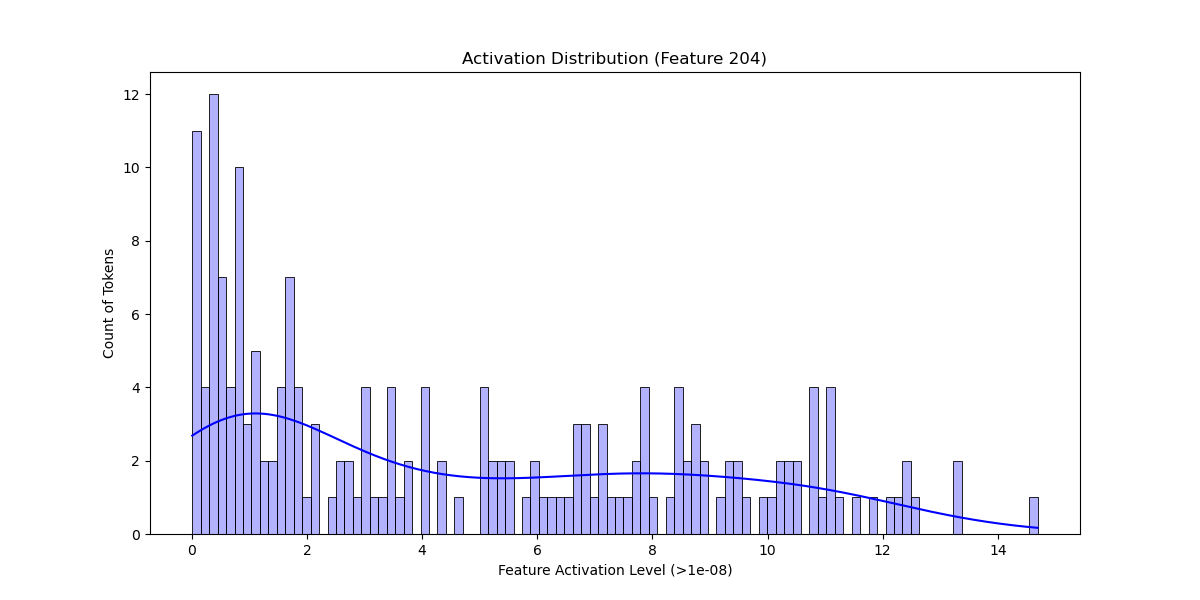 Activation Distribution (Feature 204)
12
10
8
6
4
2
0
Count of Tokens
0 2 4 6 8 10 12 14
Feature Activation Level (>1e-08)